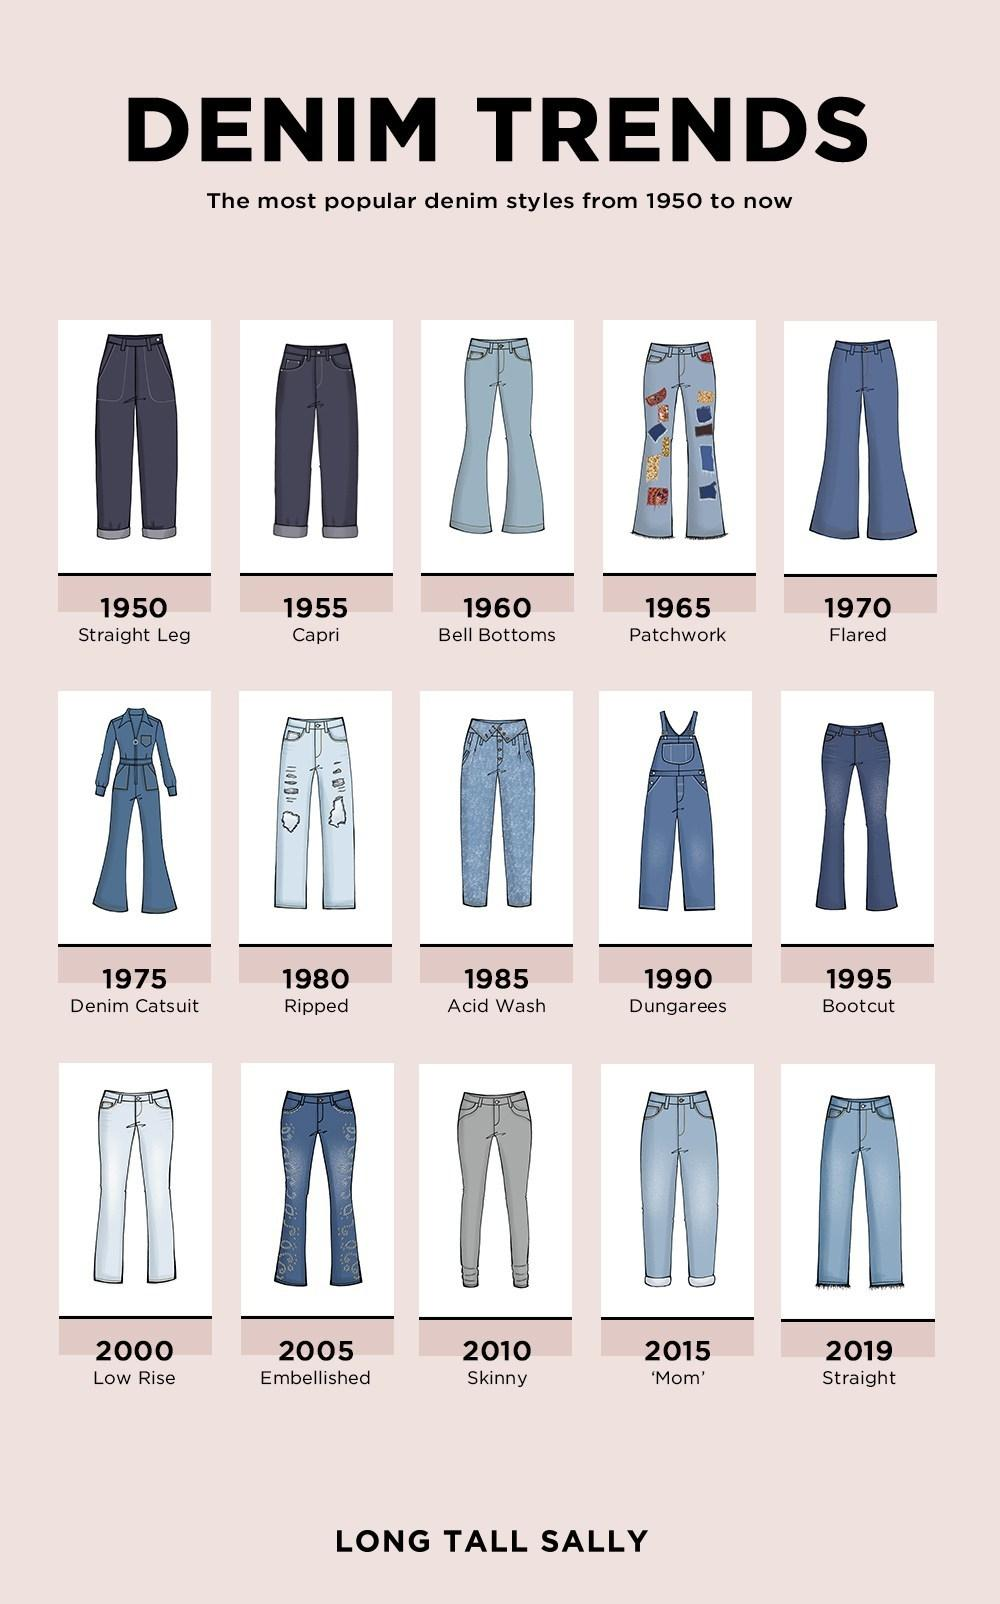 DENIM TRENDS
The most popular denim styles from 1950 to now
1950
Straight Leg
1955
Capri
1960
Bell Bottoms
1965
Patchwork
1970
Flared
1975
Denim Catsuit
1980
Ripped
1985
Acid Wash
1990
Dungarees
1995
Bootcut
2000
Low Rise
2005
Embellished
2010
Skinny
2015
‘Mom’
2019
Straight
LONG TALL SALLY